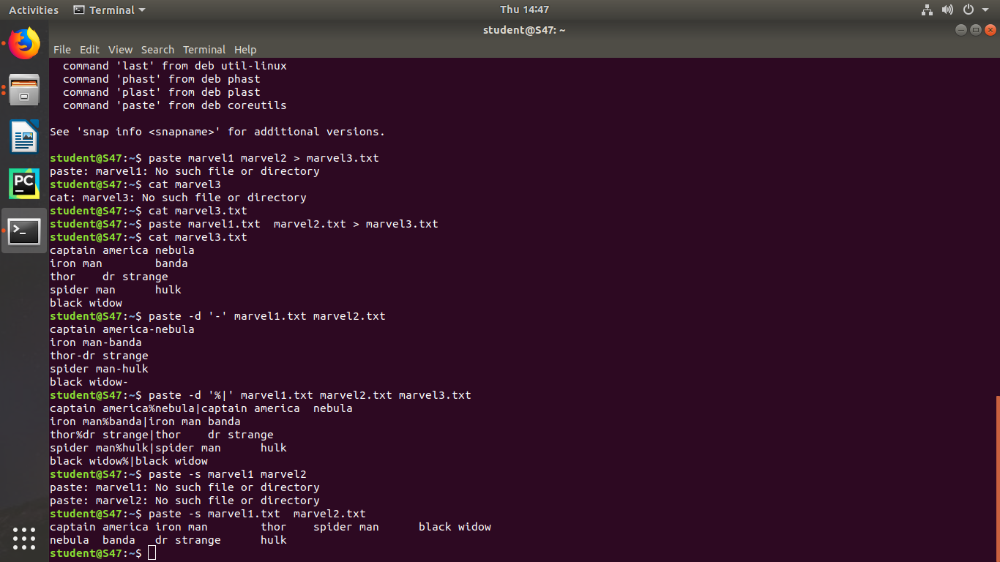 Activities Terminal Thu 14:47
student@S47: ~
File Edit View Search Terminal Help
command 'last' from deb util-linux
command 'phast' from deb phast
command 'plast' from deb plast
command 'paste' from deb coreutils
See 'snap info <snapname>' for additional versions.
student@S47:~$ paste marvel1 marvel2 > marvel3.txt
paste: marvel1: No such file or directory
student@S47:~$ cat marvel3
cat: marvel3: No such file or directory
student@S47:~$ cat marvel3.txt
student@S47:~$ paste marvel1.txt  marvel2.txt > marvel3.txt
student@S47:~$ cat marvel3.txt
captain america nebula
iron man        banda
thor    dr strange
spider man      hulk
black widow
student@S47:~$ paste -d '-' marvel1.txt marvel2.txt
captain america-nebula
iron man-banda
thor-dr strange
spider man-hulk
black widow-
student@S47:~$ paste -d '%|' marvel1.txt marvel2.txt marvel3.txt
captain america%nebula|captain america  nebula
iron man%banda|iron man banda
thor%dr strange|thor    dr strange
spider man%hulk|spider man      hulk
black widow%|black widow
student@S47:~$ paste -s marvel1 marvel2
paste: marvel1: No such file or directory
paste: marvel2: No such file or directory
student@S47:~$ paste -s marvel1.txt  marvel2.txt
captain america iron man        thor    spider man      black widow
nebula  banda   dr strange      hulk
student@S47:~$
PC